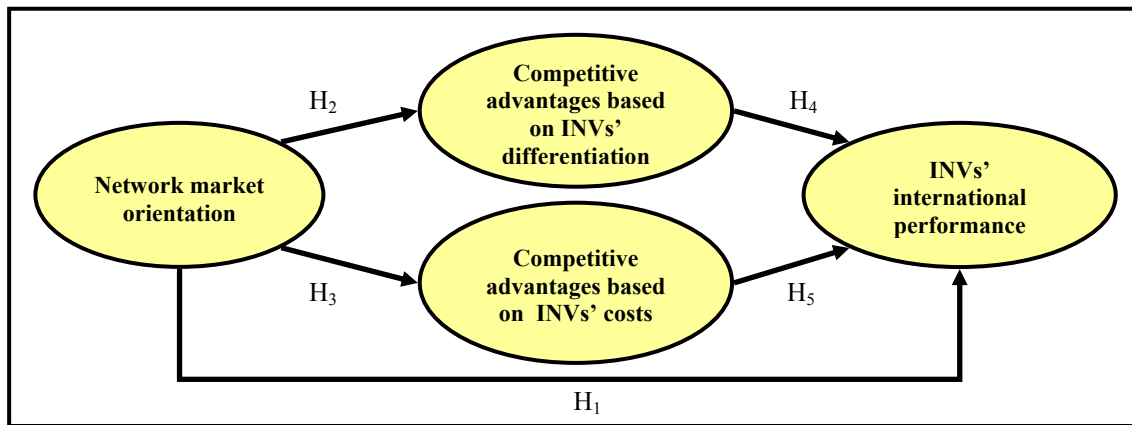 Network market
orientation
H₂
H₃
Competitive
advantages based
on INVs’
differentiation
Competitive
advantages based
on INVs’ costs
H₄
H₅
INVs’
international
performance
H₁